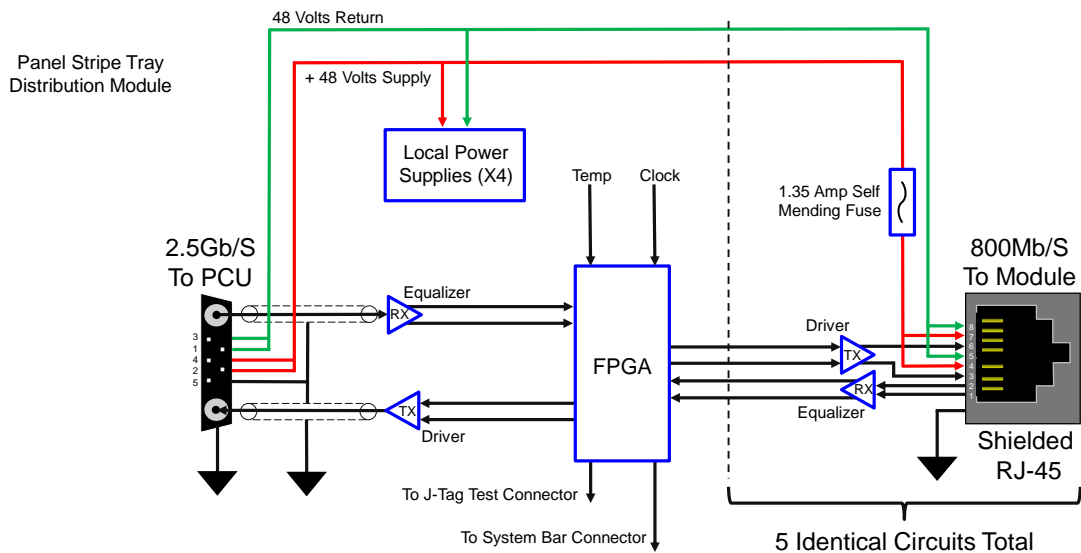 48 Volts Return
Panel Stripe Tray
Distribution Module
+ 48 Volts Supply
Local Power
Supplies (X4)
Temp
Clock
1.35 Amp Self
Mending Fuse
2.5Gb/S
To PCU
800Mb/S
To Module
Equalizer
RX
3
1
4
2
5
FPGA
Driver
TX
8
7
6
5
4
3
2
1
RX
Equalizer
TX
Driver
Shielded
RJ-45
To J-Tag Test Connector
To System Bar Connector
5 Identical Circuits Total